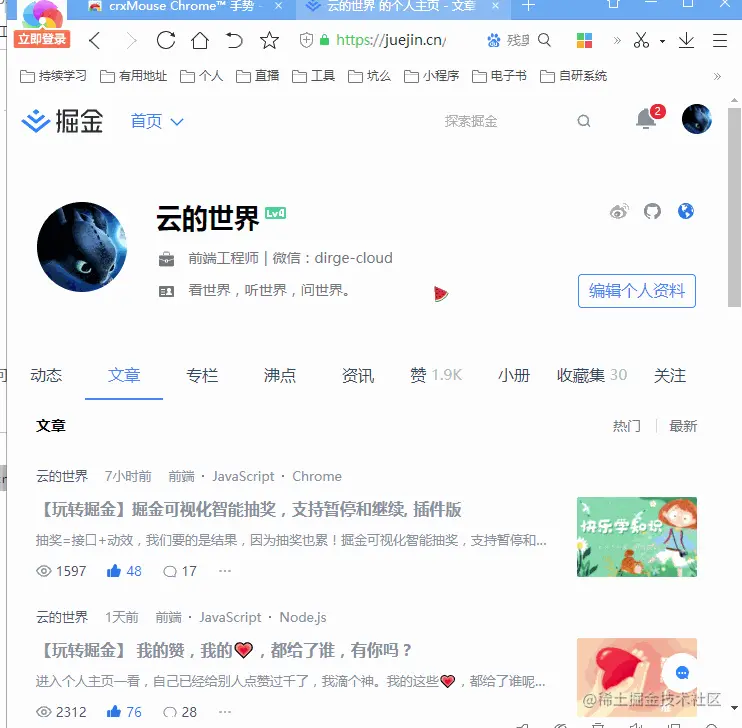 crxMouse Chrome™ 手势
云的世界 的个人主页 - 文章
立即登录
https://juejin.cn/
持续学习 有用地址 个人 直播 工具 坑么 小程序 电子书 自研系统
掘金 首页 探索掘金 2
云的世界 Lv4
前端工程师 | 微信：dirge-cloud
看世界，听世界，问世界。
编辑个人资料
动态 文章 专栏 沸点 资讯 赞 1.9K 小册 收藏集 30 关注
文章 热门 最新
云的世界 7小时前 前端 · JavaScript · Chrome
【玩转掘金】掘金可视化智能抽奖，支持暂停和继续, 插件版
抽奖=接口+动效，我们要的是结果，因为抽奖也累！掘金可视化智能抽奖，支持暂停和...
快乐学知识
1597 48 17 ...
云的世界 1天前 前端 · JavaScript · Node.js
【玩转掘金】 我的赞，我的❤，都给了谁，有你吗？
进入个人主页一看，自己已经给别人点赞过千了，我滴个神。我的这些❤，都给了谁呢...
2312 76 28 ...
@稀土掘金技术社区